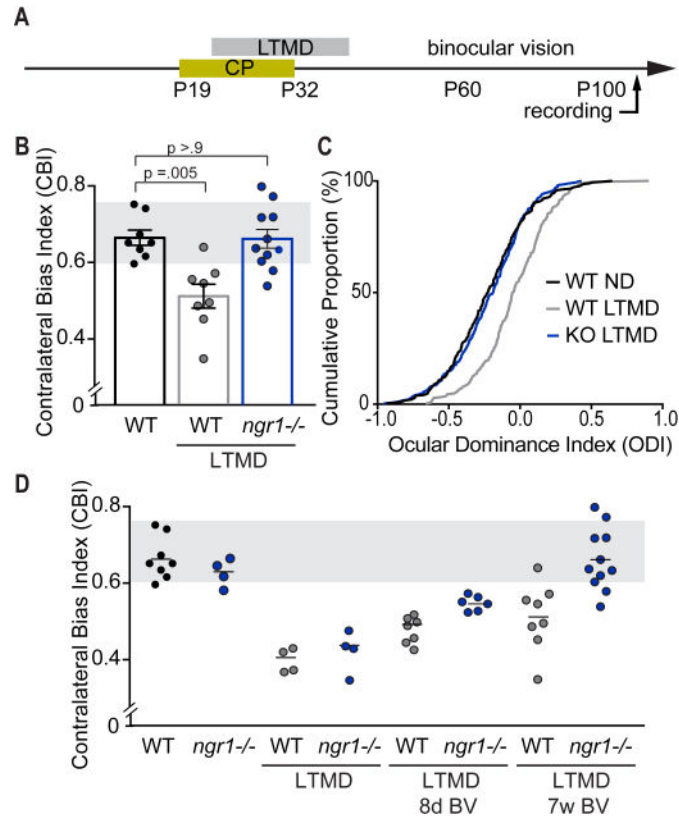 A
LTMD
binocular vision
CP
P19
P32
P60
P100
recording
B
p >.9
p =.005
Contralateral Bias Index (CBI)
0.8
0.6
0.4
0
WT
WT
ngr1-/-
LTMD
C
Cumulative Proportion (%)
100
50
0
WT ND
WT LTMD
KO LTMD
-1.0
-0.5
0.0
0.5
1.0
Ocular Dominance Index (ODI)
D
Contralateral Bias Index (CBI)
0.8
0.6
0.4
0
WT
ngr1-/-
WT
ngr1-/-
WT
ngr1-/-
WT
ngr1-/-
LTMD
LTMD
8d BV
LTMD
7w BV